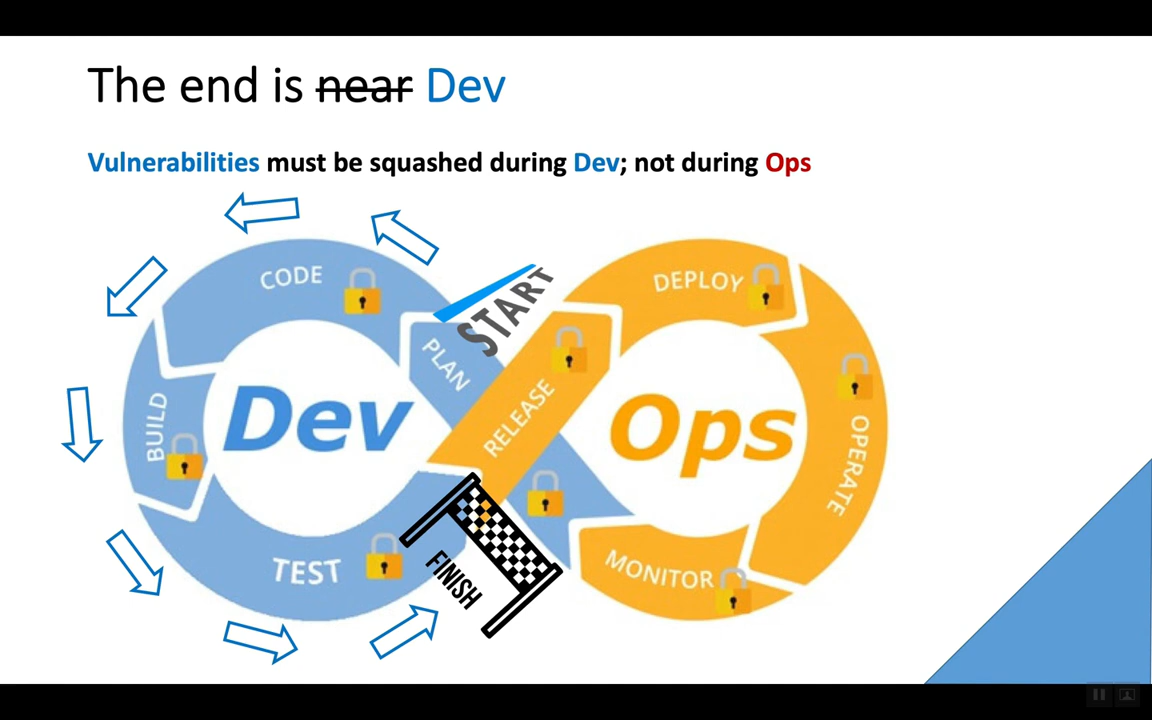 The end is near Dev
Vulnerabilities must be squashed during Dev; not during Ops
CODE
DEPLOY
START
PLAN
RELEASE
BUILD
Dev
Ops
OPERATE
TEST
FINISH
MONITOR